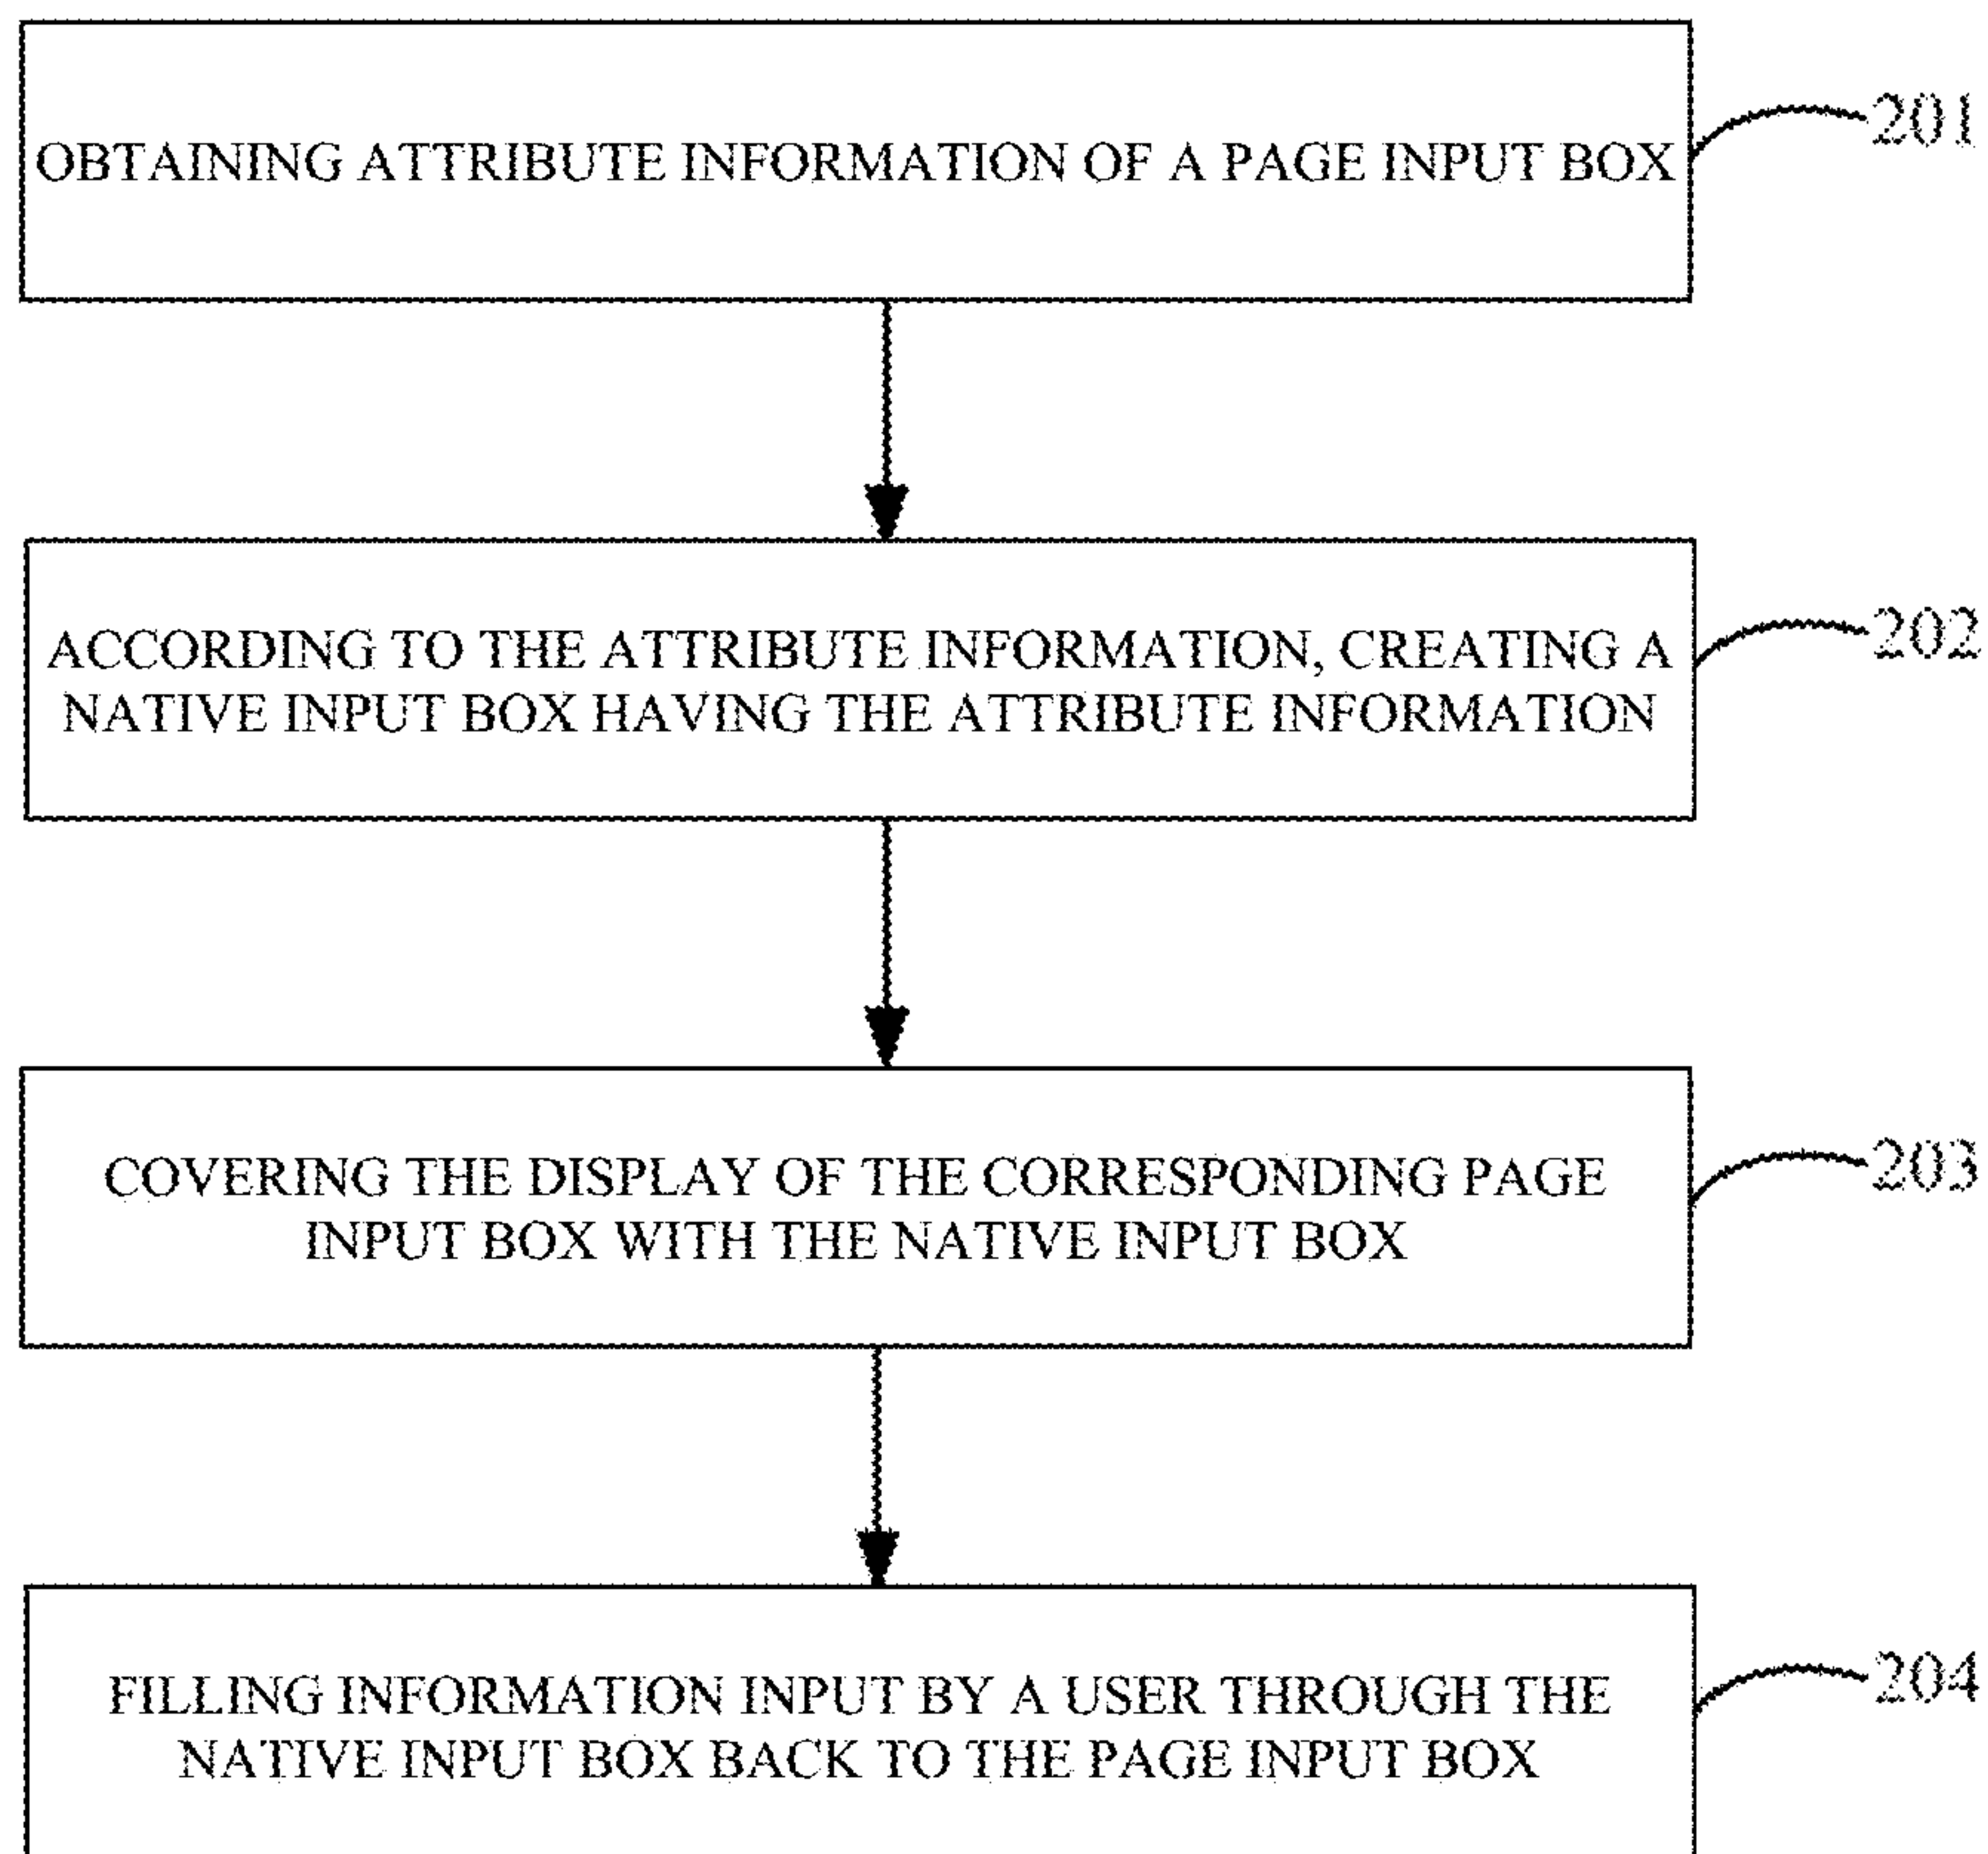 OBTAINING ATTRIBUTE INFORMATION OF A PAGE INPUT BOX
201
ACCORDING TO THE ATTRIBUTE INFORMATION, CREATING A
NATIVE INPUT BOX HAVING THE ATTRIBUTE INFORMATION
202
COVERING THE DISPLAY OF THE CORRESPONDING PAGE
INPUT BOX WITH THE NATIVE INPUT BOX
203
FILLING INFORMATION INPUT BY A USER THROUGH THE
NATIVE INPUT BOX BACK TO THE PAGE INPUT BOX
204